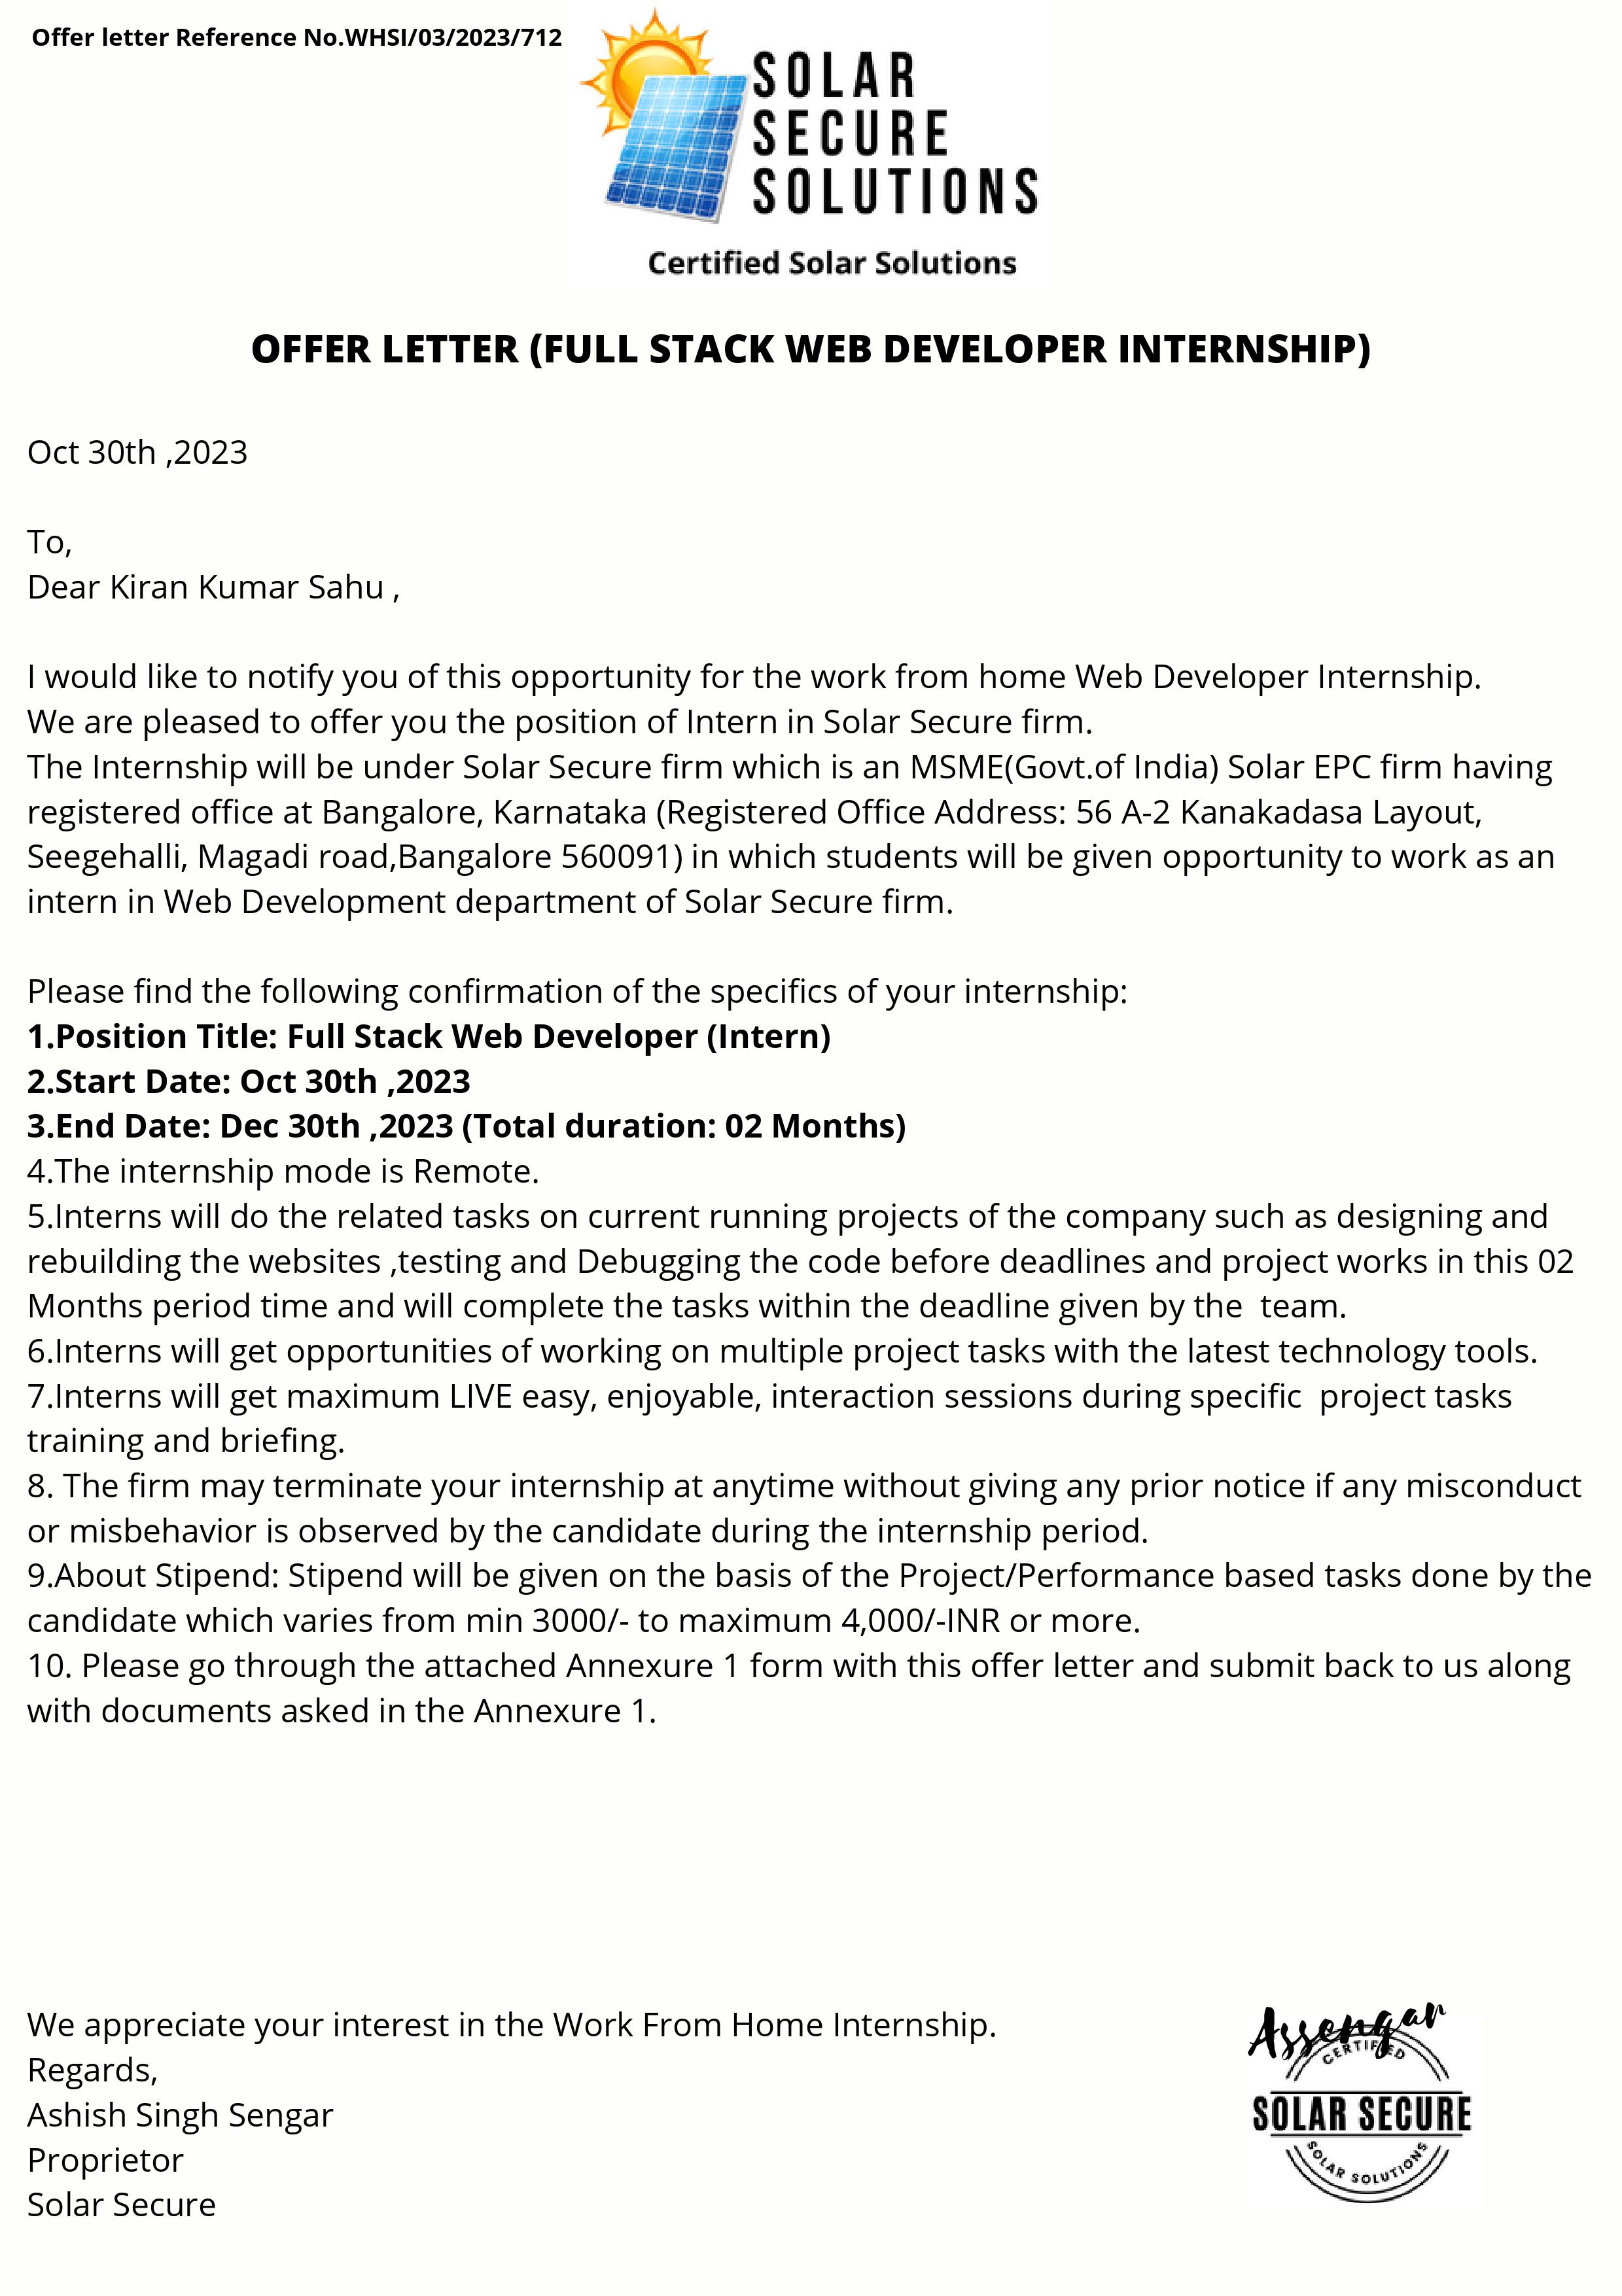 Offer letter Reference No.WHSI/03/2023/712
SOLAR
SECURE
SOLUTIONS
Certified Solar Solutions
OFFER LETTER (FULL STACK WEB DEVELOPER INTERNSHIP)
Oct 30th ,2023
To,
Dear Kiran Kumar Sahu ,
I would like to notify you of this opportunity for the work from home Web Developer Internship.
We are pleased to offer you the position of Intern in Solar Secure firm.
The Internship will be under Solar Secure firm which is an MSME(Govt.of India) Solar EPC firm having
registered office at Bangalore, Karnataka (Registered Office Address: 56 A-2 Kanakadasa Layout,
Seegehalli, Magadi road,Bangalore 560091) in which students will be given opportunity to work as an
intern in Web Development department of Solar Secure firm.
Please find the following confirmation of the specifics of your internship:
1.Position Title: Full Stack Web Developer (Intern)
2.Start Date: Oct 30th ,2023
3.End Date: Dec 30th ,2023 (Total duration: 02 Months)
4.The internship mode is Remote.
5.Interns will do the related tasks on current running projects of the company such as designing and
rebuilding the websites ,testing and Debugging the code before deadlines and project works in this 02
Months period time and will complete the tasks within the deadline given by the  team.
6.Interns will get opportunities of working on multiple project tasks with the latest technology tools.
7.Interns will get maximum LIVE easy, enjoyable, interaction sessions during specific  project tasks
training and briefing.
8. The firm may terminate your internship at anytime without giving any prior notice if any misconduct
or misbehavior is observed by the candidate during the internship period.
9.About Stipend: Stipend will be given on the basis of the Project/Performance based tasks done by the
candidate which varies from min 3000/- to maximum 4,000/-INR or more.
10. Please go through the attached Annexure 1 form with this offer letter and submit back to us along
with documents asked in the Annexure 1.
We appreciate your interest in the Work From Home Internship.
Regards,
Ashish Singh Sengar
Proprietor
Solar Secure
Assengar
CERTIFIED
SOLAR SECURE
SOLAR SOLUTIONS